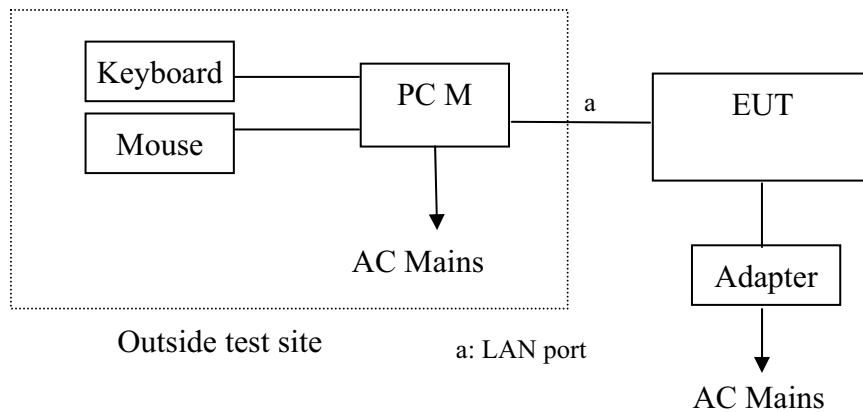 Keyboard
PC M
a
EUT
Mouse
AC Mains
Adapter
Outside test site
a: LAN port
AC Mains